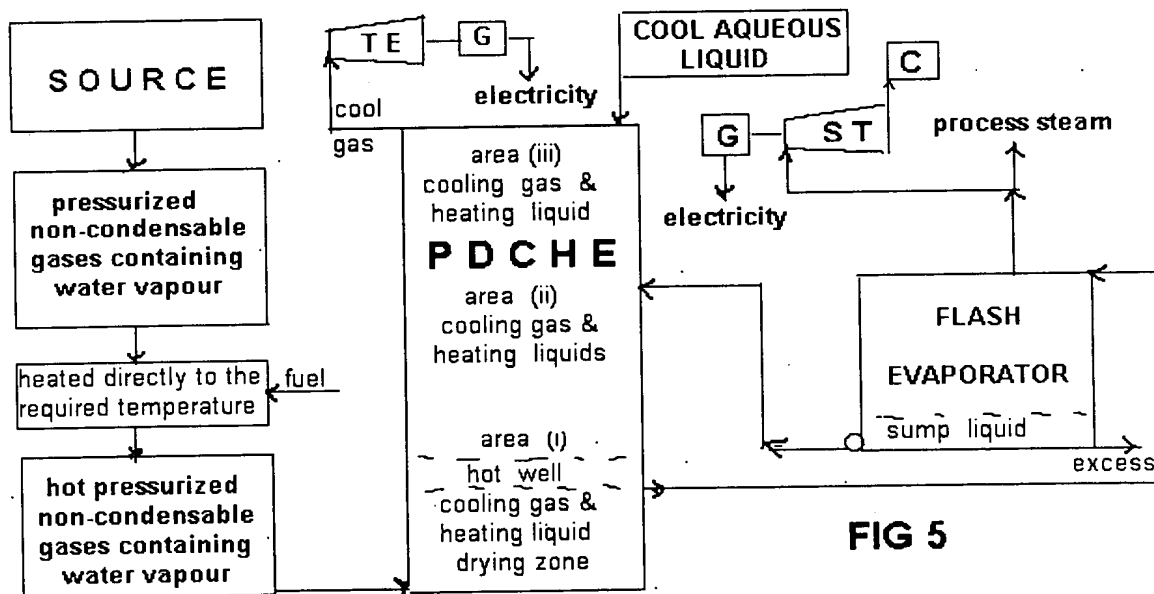 SOURCE
pressurized
non-condensable
gases containing
water vapour
heated directly to the
required temperature
fuel
hot pressurized
non-condensable
gases containing
water vapour
TE
G
electricity
cool
gas
COOL AQUEOUS
LIQUID
area (iii)
cooling gas &
heating liquid
PDCHE
area (ii)
cooling gas &
heating liquids
area (i)
hot well
cooling gas &
heating liquid
drying zone
C
G
ST
electricity
process steam
FLASH
EVAPORATOR
sump liquid
excess
FIG 5